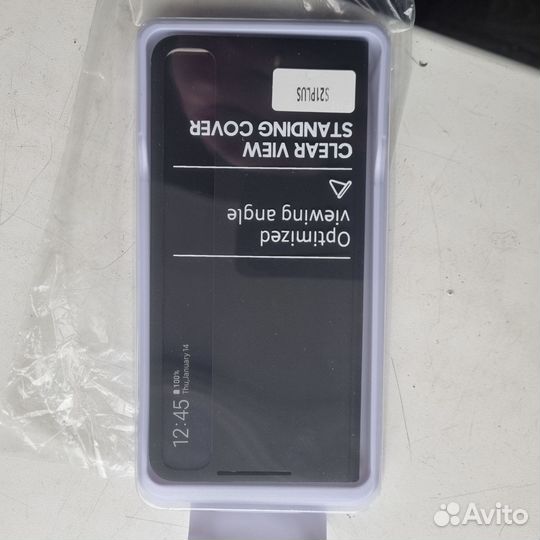 Optimized
viewing angle
CLEAR VIEW
STANDING COVER
S21PLUS
12:45
100%
Thu, January 14
Avito